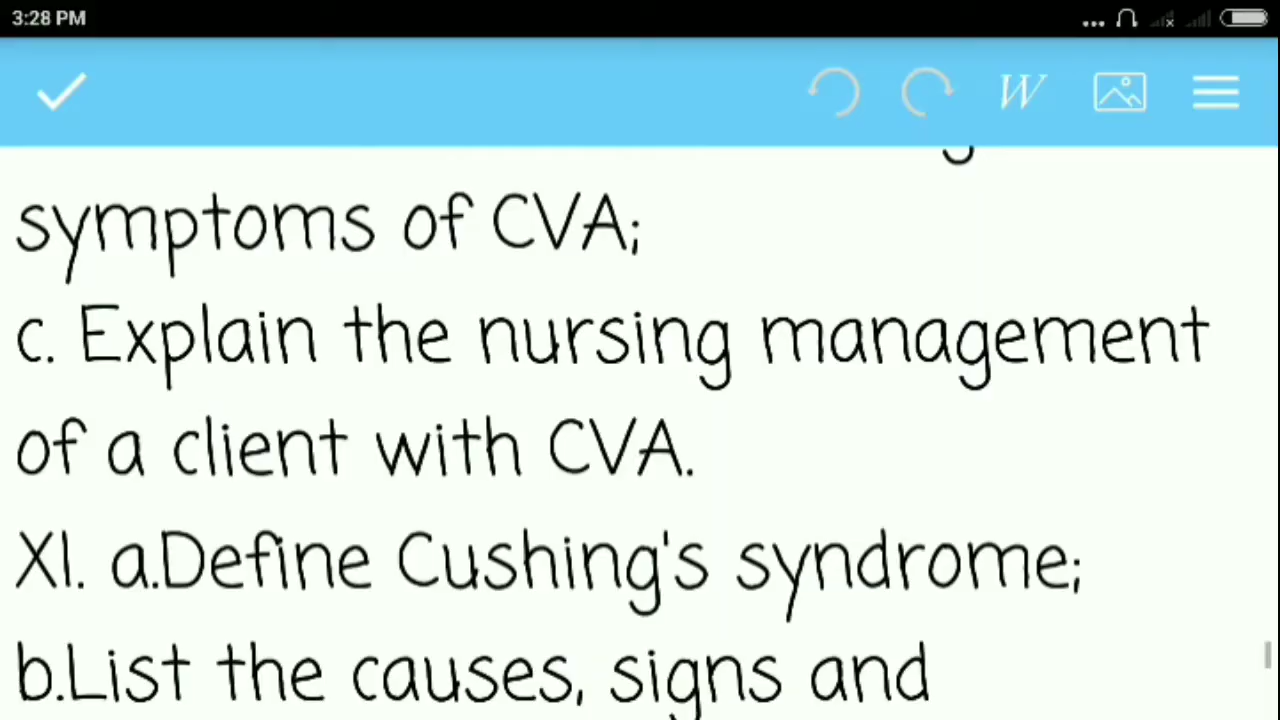 3:28 PM
W
symptoms of CVA;
c. Explain the nursing management
of a client with CVA.
XI. a.Define Cushing's syndrome;
b.List the causes, signs and